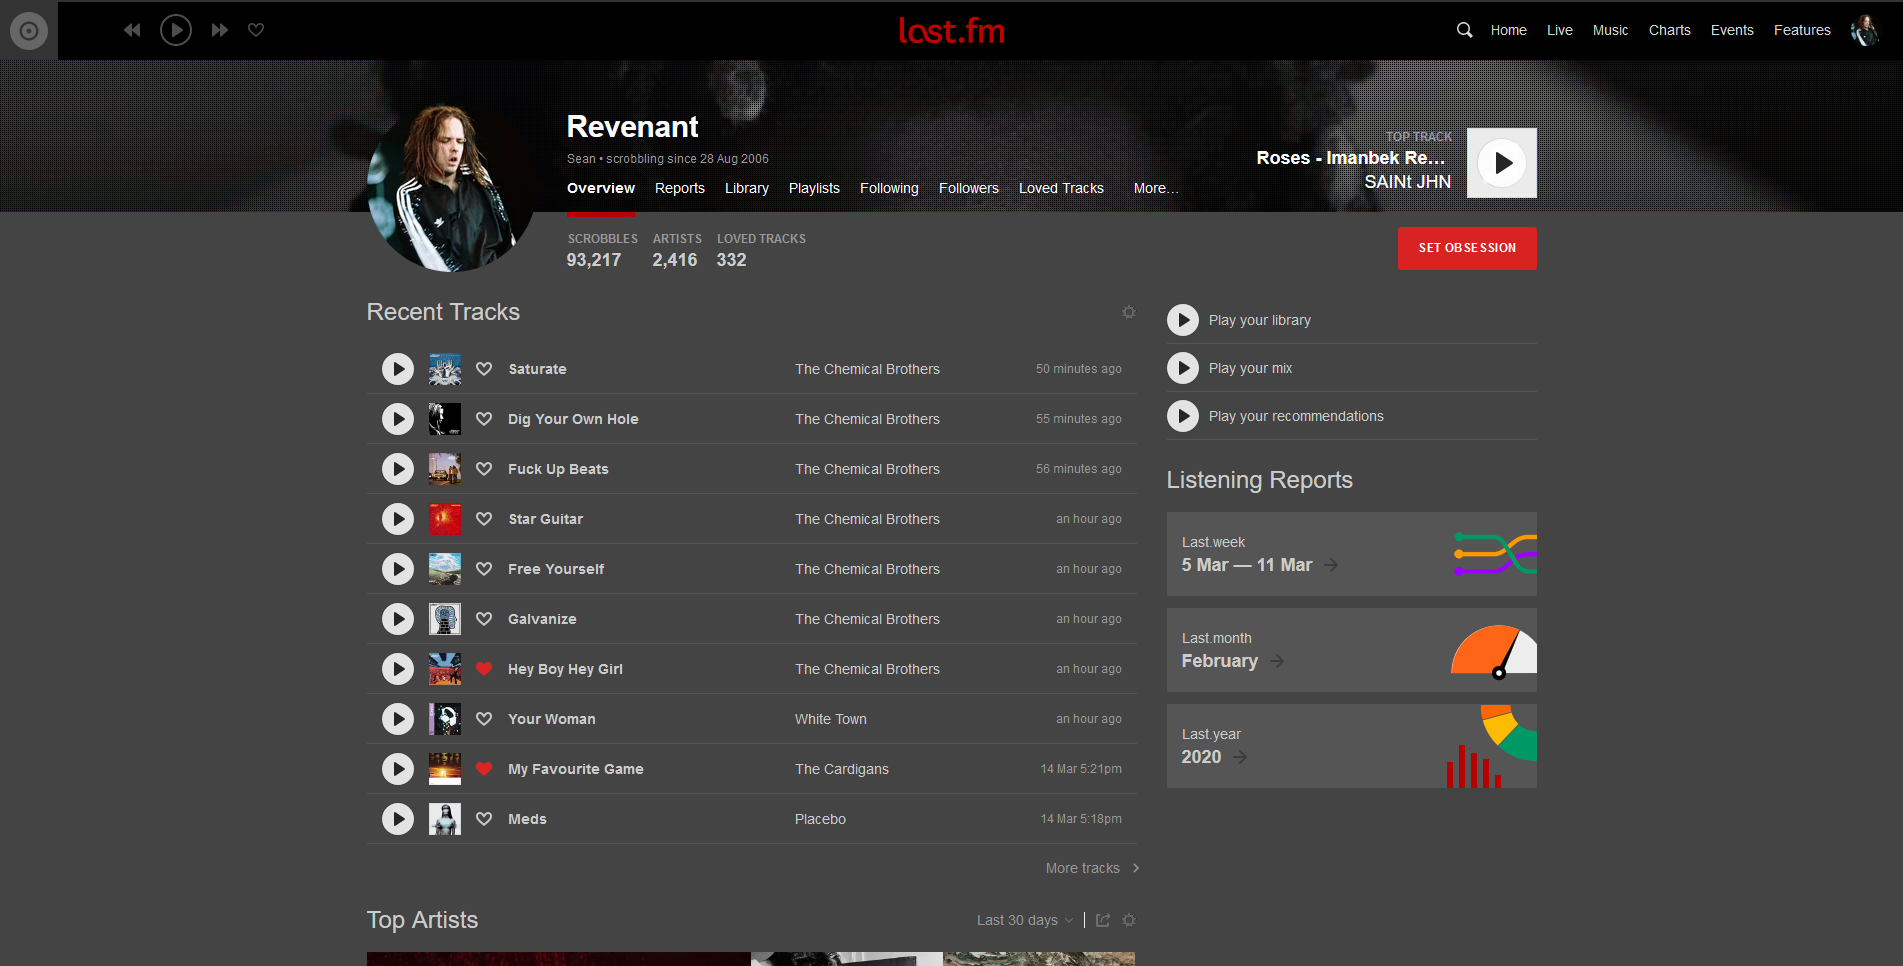 last.fm
Home Live Music Charts Events Features
Revenant
Sean • scrobbling since 28 Aug 2006
Overview Reports Library Playlists Following Followers Loved Tracks More...
TOP TRACK
Roses - Imanbek Re...
SAINt JHN
SCROBBLES ARTISTS LOVED TRACKS
93,217 2,416 332
SET OBSESSION
Recent Tracks
Saturate The Chemical Brothers 50 minutes ago
Dig Your Own Hole The Chemical Brothers 55 minutes ago
Fuck Up Beats The Chemical Brothers 56 minutes ago
Star Guitar The Chemical Brothers an hour ago
Free Yourself The Chemical Brothers an hour ago
Galvanize The Chemical Brothers an hour ago
Hey Boy Hey Girl The Chemical Brothers an hour ago
Your Woman White Town an hour ago
My Favourite Game The Cardigans 14 Mar 5:21pm
Meds Placebo 14 Mar 5:18pm
More tracks
Play your library
Play your mix
Play your recommendations
Listening Reports
Last.week
5 Mar — 11 Mar
Last.month
February
Last.year
2020
Top Artists
Last 30 days